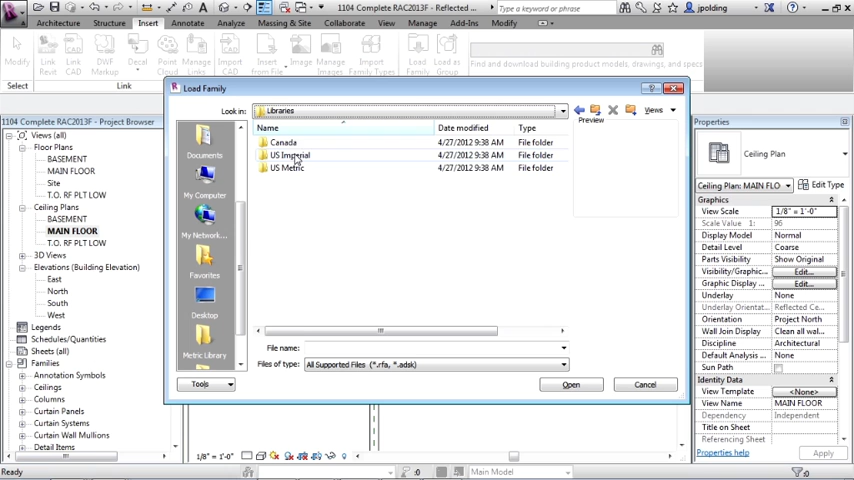 1104 Complete RAC2013F - Reflected ...
Type a keyword or phrase
jpolding
Architecture Structure Insert Annotate Analyze Massing & Site Collaborate View Manage Add-Ins Modify
Modify
Link Revit
Link CAD
DWF Markup
Decal
Point Cloud
Manage Links
Import CAD
Insert from File
Image
Manage Images
Import Family Types
Load Family
Load as Group
Find and downloading building product models, drawings, and
Select
Link
Load Family
Look in:
Libraries
Views
Preview
Name Date modified Type
Canada 4/27/2012 9:38 AM File folder
US Imperial 4/27/2012 9:38 AM File folder
US Metric 4/27/2012 9:38 AM File folder
Documents
My Computer
My Network...
Favorites
Desktop
Metric Library
File name:
Files of type: All Supported Files (*.rfa, *.adsk)
Tools
Open
Cancel
1104 Complete RAC2013F - Project Browser
Views (all)
Floor Plans
BASEMENT
MAIN FLOOR
Site
T.O. RF PLT LOW
Ceiling Plans
BASEMENT
MAIN FLOOR
T.O. RF PLT LOW
3D Views
Elevations (Building Elevation)
East
North
South
West
Legends
Schedules/Quantities
Sheets (all)
Families
Annotation Symbols
Ceilings
Columns
Curtain Panels
Curtain Systems
Curtain Wall Mullions
Detail Items
Properties
Ceiling Plan
Ceiling Plan: MAIN FLO
Edit Type
Graphics
View Scale 1/8" = 1'-0"
Scale Value 1: 96
Display Model Normal
Detail Level Coarse
Parts Visibility Show Original
Visibility/Graphic... Edit...
Graphic Display ... Edit...
Underlay None
Underlay Orientat... Reflected Ce...
Orientation Project North
Wall Join Display Clean all wal...
Discipline Architectural
Default Analysis ... None
Sun Path
Identity Data
View Template <None>
View Name MAIN FLOOR
Dependency Independent
Title on Sheet
Referencing Sheet
Properties help
Apply
1/8" = 1'-0"
Ready
:0
Main Model
:0